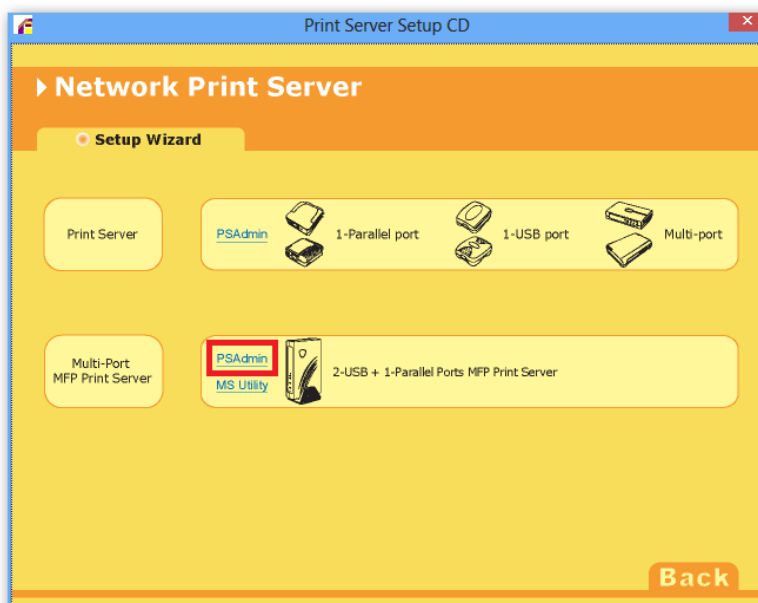 Print Server Setup CD
Network Print Server
Setup Wizard
Print Server
PSAdmin
1-Parallel port
1-USB port
Multi-port
Multi-Port
MFP Print Server
PSAdmin
MS Utility
2-USB + 1-Parallel Ports MFP Print Server
Back